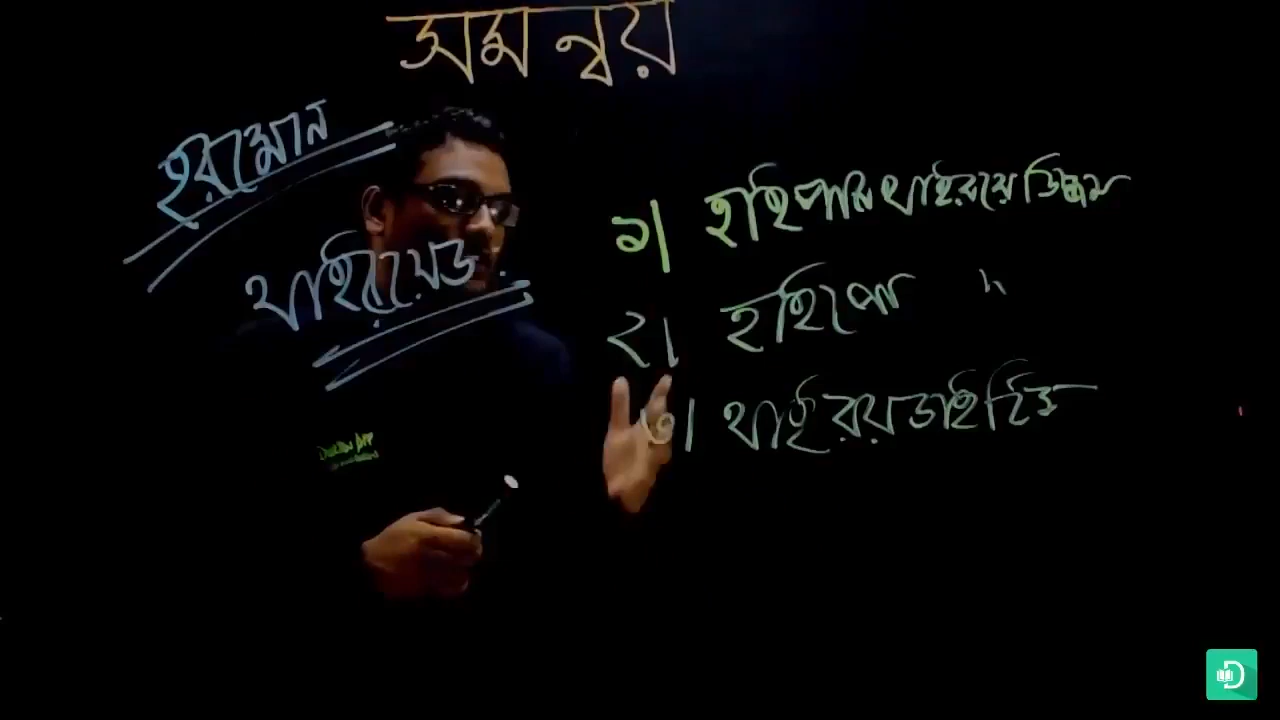 সমন্বয়
হরমোন
থাইরয়েড
১। হাইপারথাইরয়েডিজম
২। হাইপো "
৩। থাইরয়ডাইটিস